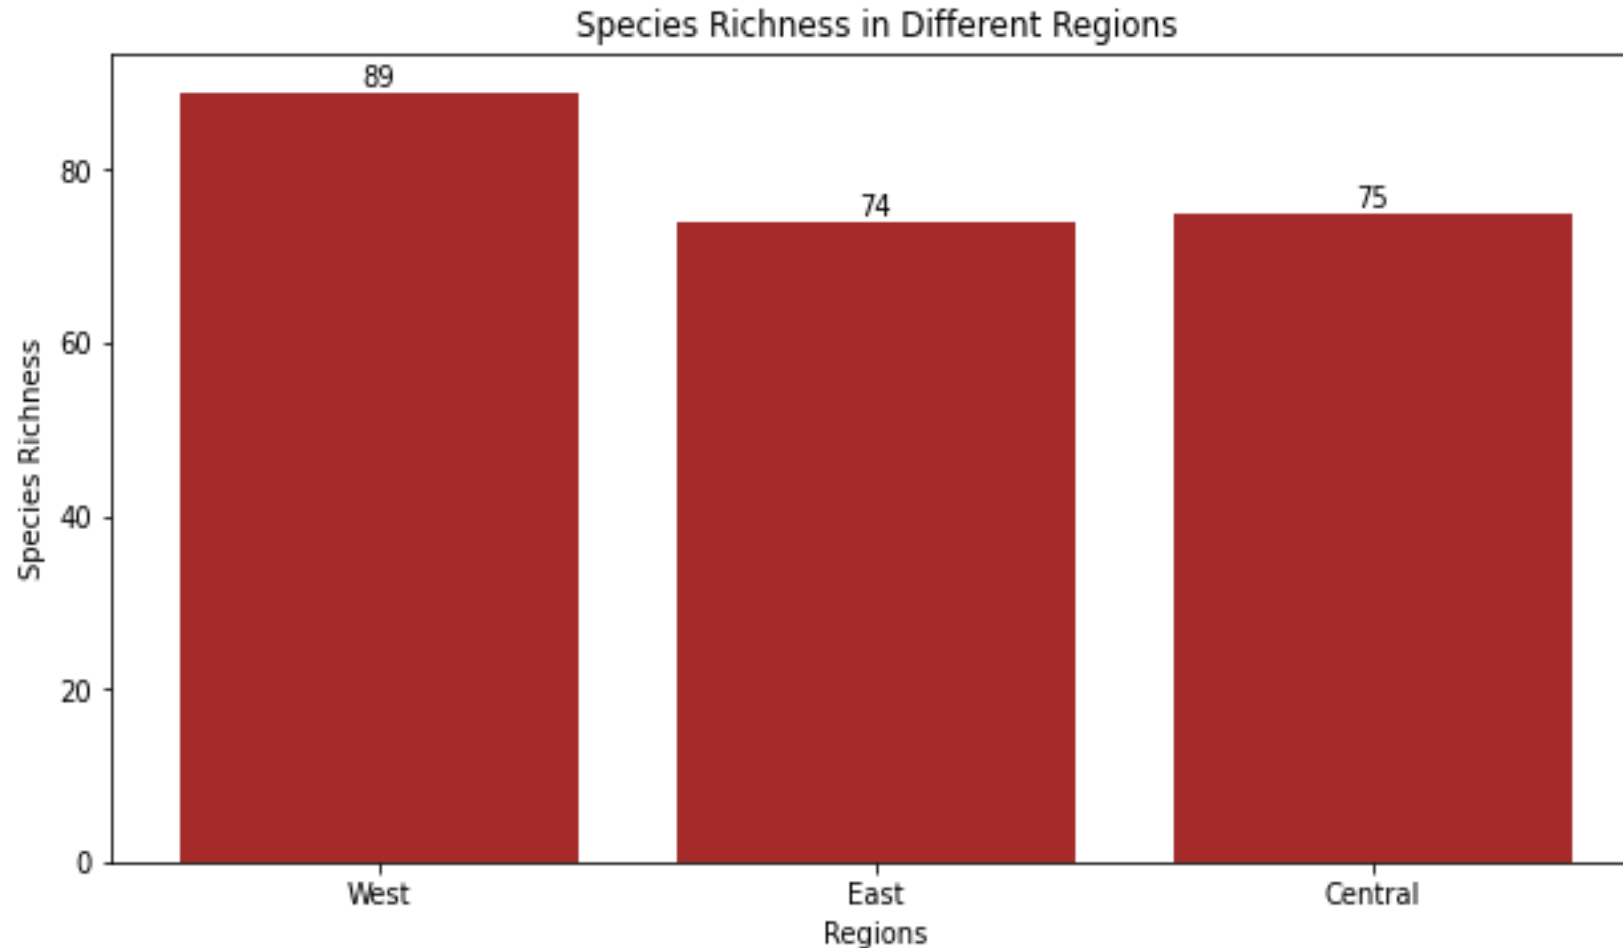 Species Richness in Different Regions
89
74
75
80
60
40
20
0
Species Richness
West
East
Central
Regions